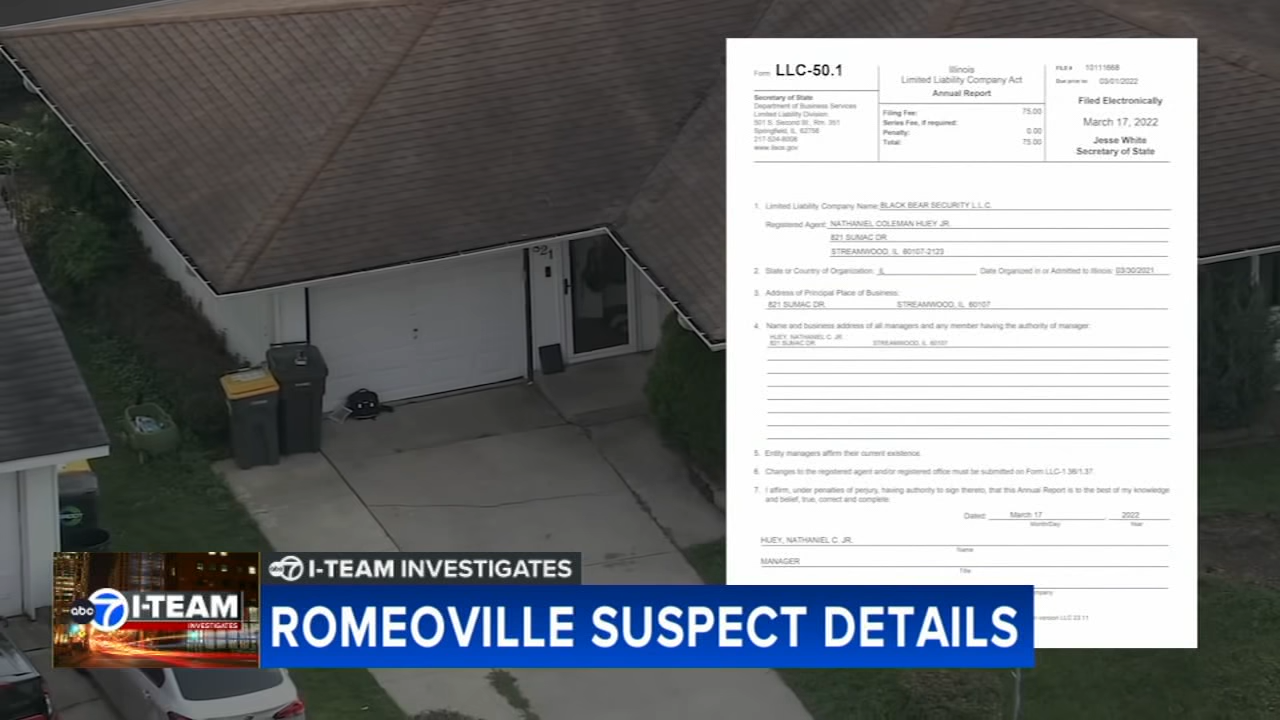 Form LLC-50.1
Secretary of State
Department of Business Services
Limited Liability Division
501 S. Second St. Rm. 351
Springfield, IL 62756
217-524-8008
www.ilsos.gov
Illinois
Limited Liability Company Act
Annual Report
Filing Fee: 75.00
Series Fee, if required:
Penalty: 0.00
Total: 75.00
FILE # 10111668
Due prior to: 03/01/2022
Filed Electronically
March 17, 2022
Jesse White
Secretary of State
1. Limited Liability Company Name: BLACK BEAR SECURITY L.L.C.
Registered Agent: NATHANIEL COLEMAN HUEY JR.
821 SUMAC DR
STREAMWOOD, IL 60107-2123
2. State or Country of Organization: IL Date Organized in or Admitted to Illinois: 03/30/2021
3. Address of Principal Place of Business:
821 SUMAC DR. STREAMWOOD, IL 60107
4. Name and business address of all managers and any member having the authority of manager:
HUEY, NATHANIEL C. JR.
821 SUMAC DR STREAMWOOD, IL 60107
5. Entity managers affirm their current existence.
6. Changes to the registered agent and/or registered office must be submitted on Form LLC-1.36/1.37.
7. I affirm, under penalties of perjury, having authority to sign thereto, that this Annual Report is to the best of my knowledge
and belief, true, correct and complete.
Dated: March 17 , 2022
Month/Day Year
HUEY, NATHANIEL C. JR.
Name
MANAGER
Title
821
abc 7 I-TEAM
INVESTIGATES
abc 7 I-TEAM INVESTIGATES
ROMEOVILLE SUSPECT DETAILS